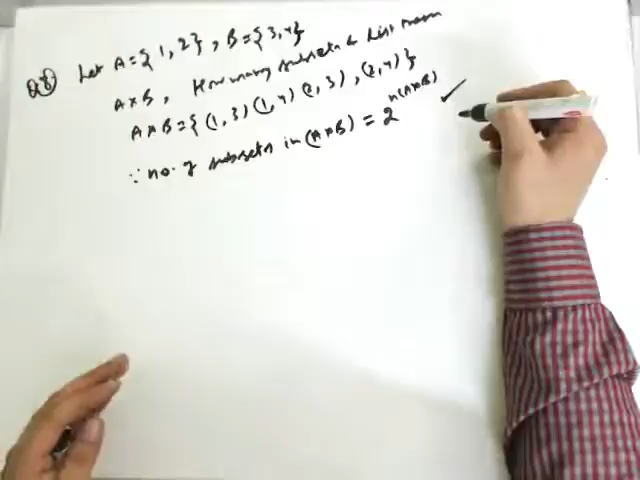 Q8) Let A = { 1, 2 } , B = { 3, 4 }
A×B , How many subsets & List them
A×B = { (1, 3) (1, 4) (2, 3) , (2, 4) }
∵ no. of subsets in (A×B) = 2^n(A×B) ✓